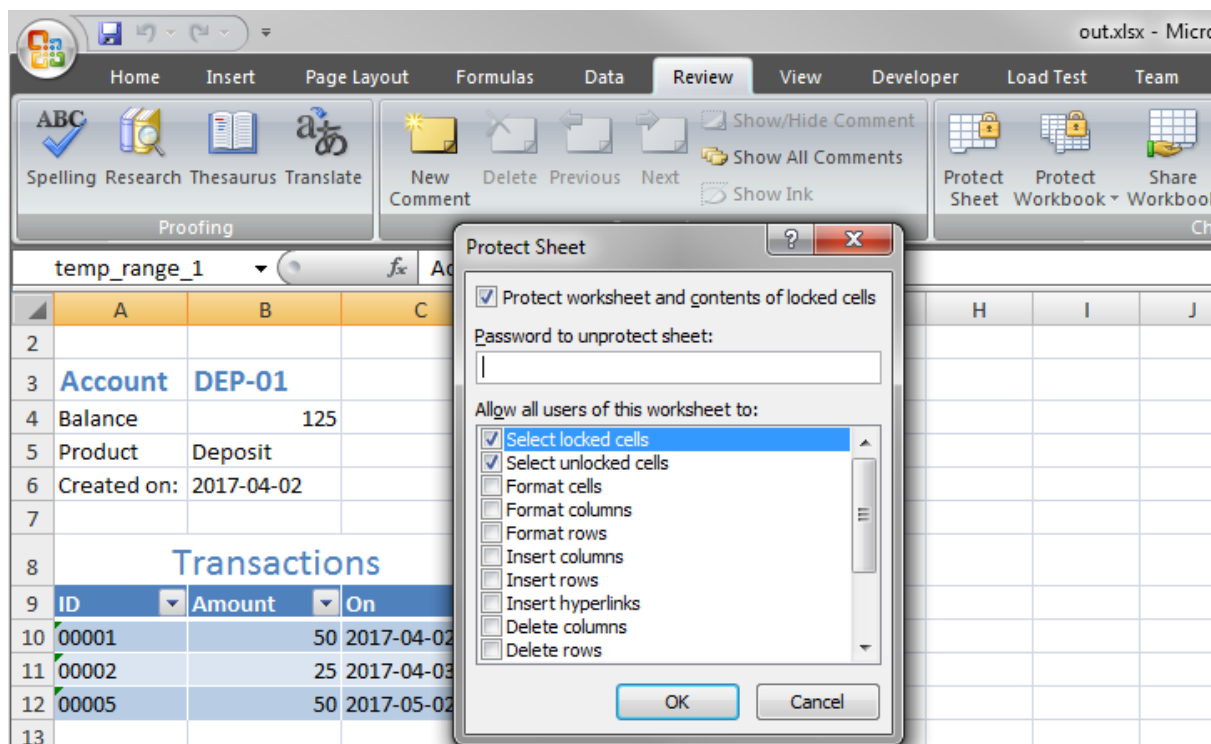 out.xlsx - Micro
Home Insert Page Layout Formulas Data Review View Developer Load Test Team
ABC
Spelling Research Thesaurus Translate
New Comment
Delete Previous Next
Show/Hide Comment
Show All Comments
Show Ink
Protect Sheet
Protect Workbook
Share Workboo
Proofing
Ch
temp_range_1 fx Ac
A B C H I J
2
3 Account DEP-01
4 Balance 125
5 Product Deposit
6 Created on: 2017-04-02
7
8 Transactions
9 ID Amount On
10 00001 50 2017-04-02
11 00002 25 2017-04-03
12 00005 50 2017-05-02
13
Protect Sheet
Protect worksheet and contents of locked cells
Password to unprotect sheet:
Allow all users of this worksheet to:
Select locked cells
Select unlocked cells
Format cells
Format columns
Format rows
Insert columns
Insert rows
Insert hyperlinks
Delete columns
Delete rows
OK Cancel